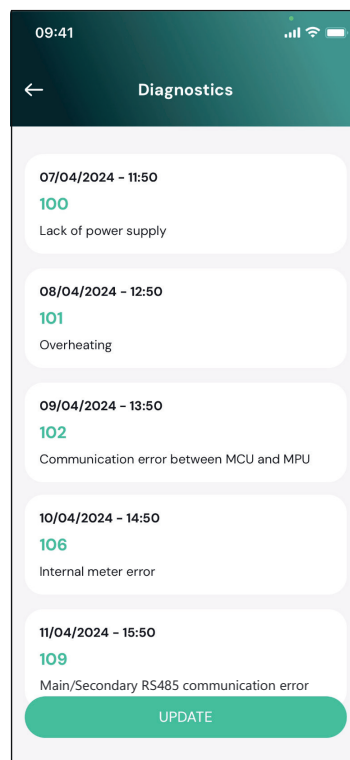 09:41
Diagnostics
07/04/2024 - 11:50
100
Lack of power supply
08/04/2024 - 12:50
101
Overheating
09/04/2024 - 13:50
102
Communication error between MCU and MPU
10/04/2024 - 14:50
106
Internal meter error
11/04/2024 - 15:50
109
Main/Secondary RS485 communication error
UPDATE